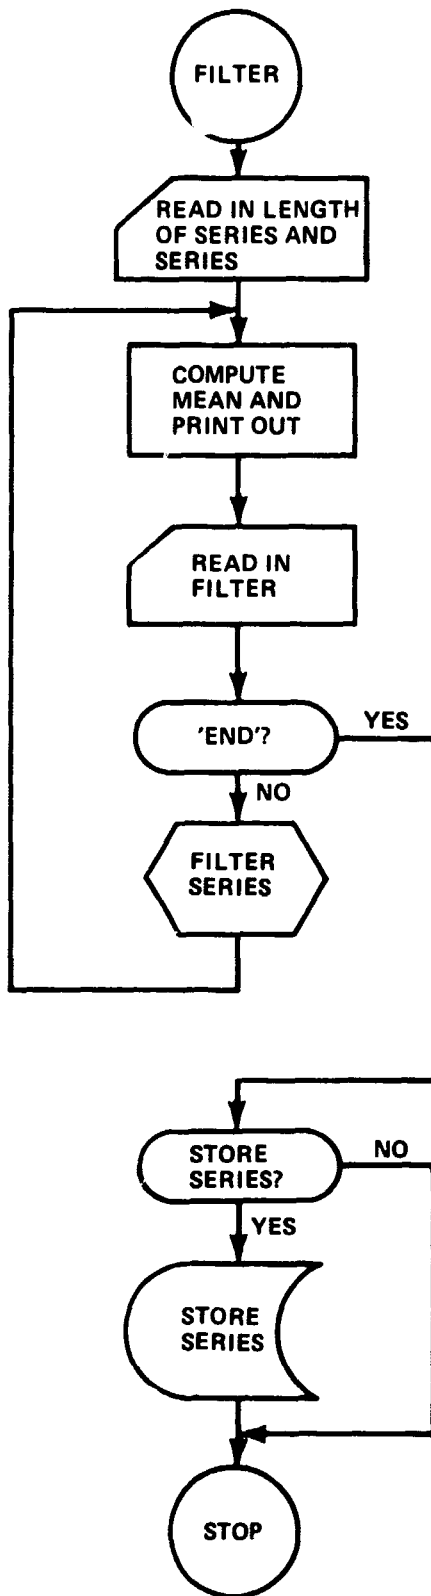 FILTER
READ IN LENGTH
OF SERIES AND
SERIES
COMPUTE
MEAN AND
PRINT OUT
READ IN
FILTER
'END'?
YES
NO
FILTER
SERIES
STORE
SERIES?
NO
YES
STORE
SERIES
STOP